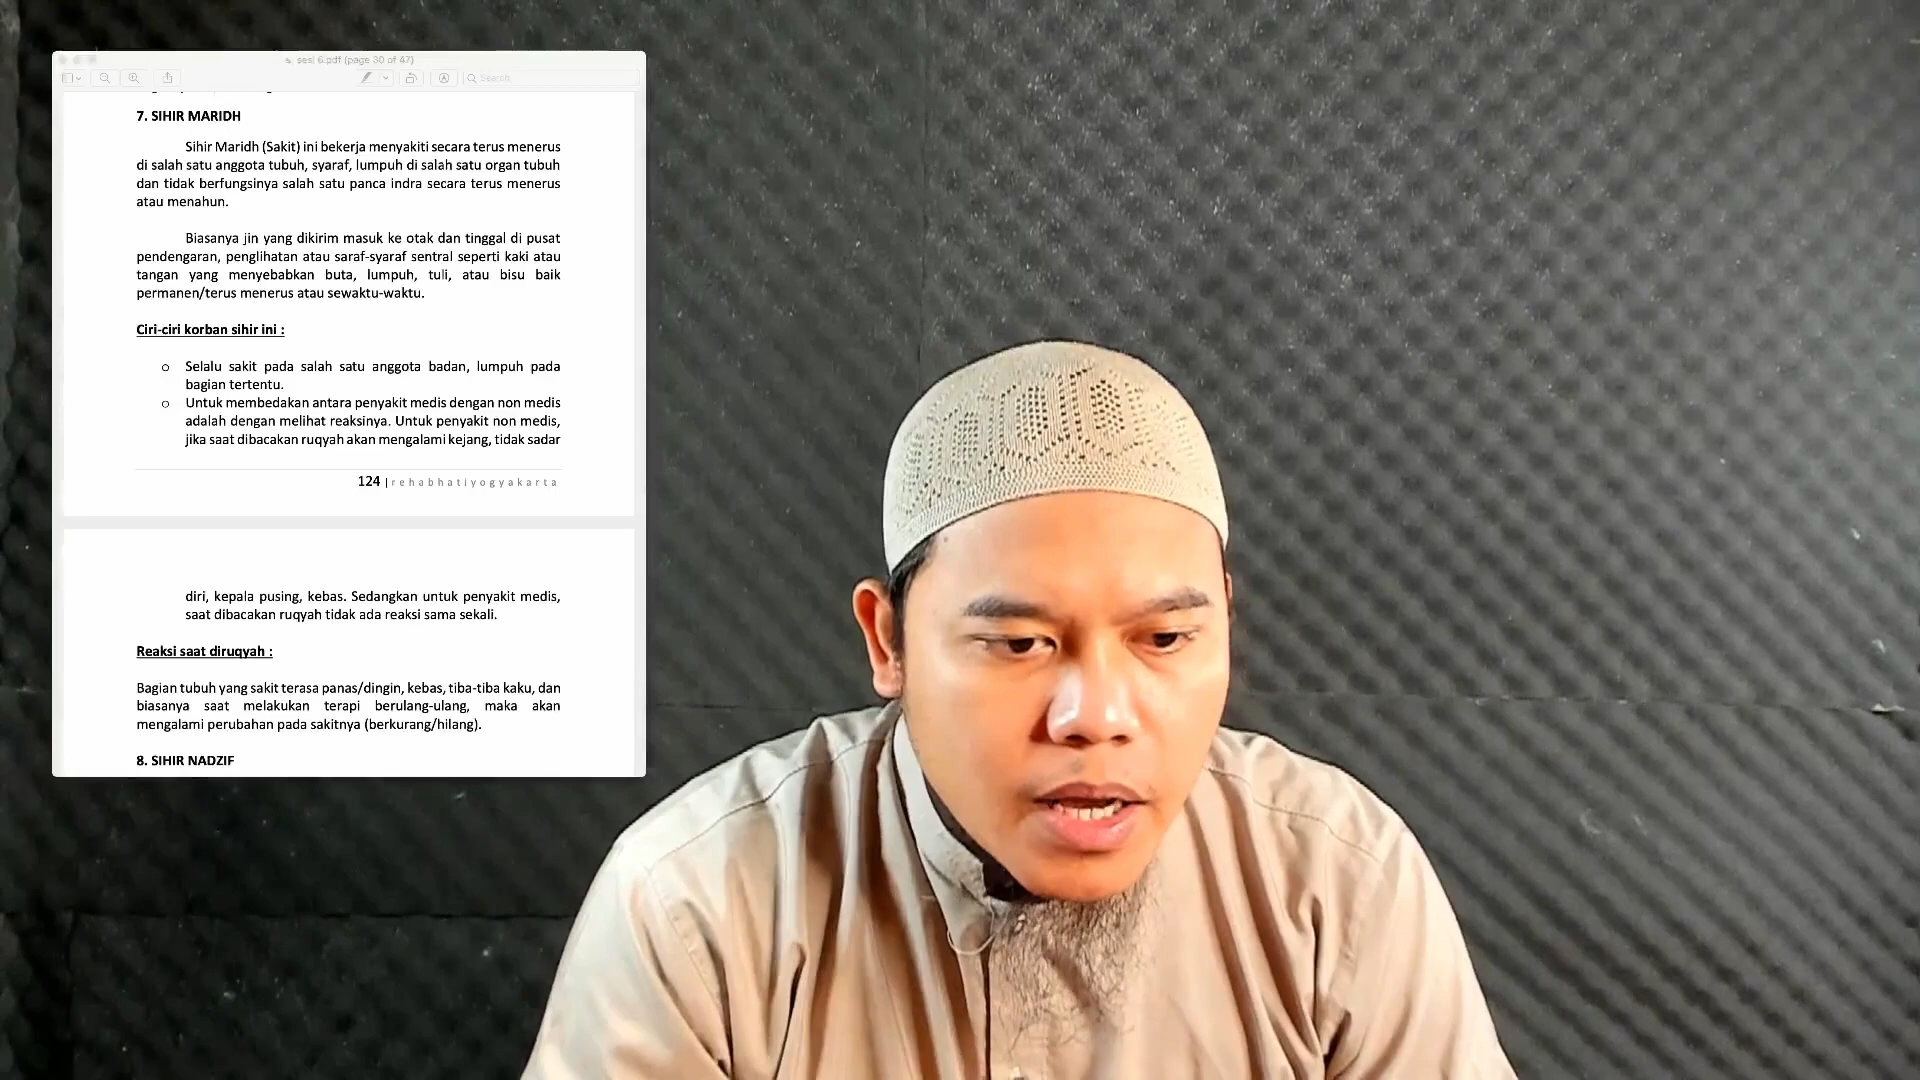 sesi 6.pdf (page 30 of 47)
Search
7. SIHIR MARIDH
Sihir Maridh (Sakit) ini bekerja menyakiti secara terus menerus
di salah satu anggota tubuh, syaraf, lumpuh di salah satu organ tubuh
dan tidak berfungsinya salah satu panca indra secara terus menerus
atau menahun.
Biasanya jin yang dikirim masuk ke otak dan tinggal di pusat
pendengaran, penglihatan atau saraf-syaraf sentral seperti kaki atau
tangan yang menyebabkan buta, lumpuh, tuli, atau bisu baik
permanen/terus menerus atau sewaktu-waktu.
Ciri-ciri korban sihir ini :
o Selalu sakit pada salah satu anggota badan, lumpuh pada
bagian tertentu.
o Untuk membedakan antara penyakit medis dengan non medis
adalah dengan melihat reaksinya. Untuk penyakit non medis,
jika saat dibacakan ruqyah akan mengalami kejang, tidak sadar
124 | rehabhatiyogyakarta
diri, kepala pusing, kebas. Sedangkan untuk penyakit medis,
saat dibacakan ruqyah tidak ada reaksi sama sekali.
Reaksi saat diruqyah :
Bagian tubuh yang sakit terasa panas/dingin, kebas, tiba-tiba kaku, dan
biasanya saat melakukan terapi berulang-ulang, maka akan
mengalami perubahan pada sakitnya (berkurang/hilang).
8. SIHIR NADZIF